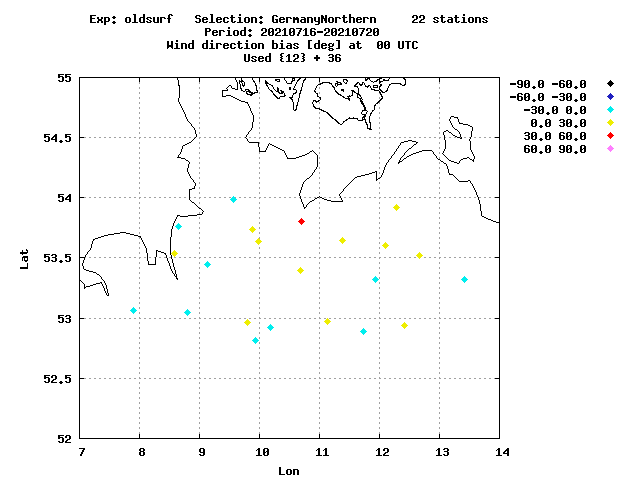 Exp: oldsurf Selection: GermanyNorthern 22 stations
Period: 20210716-20210720
Wind direction bias [deg] at 00 UTC
Used {12} + 36
-90.0 -60.0
-60.0 -30.0
-30.0 0.0
0.0 30.0
30.0 60.0
60.0 90.0
55
54.5
54
53.5
53
52.5
52
Lat
7 8 9 10 11 12 13 14
Lon